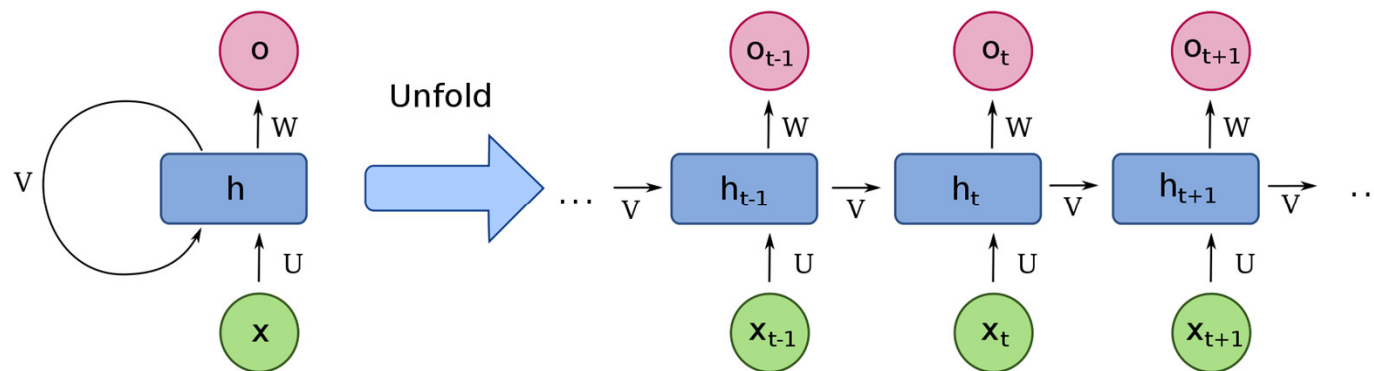 o o_{t-1} o_t o_{t+1}
Unfold
W W W W
V h ... V h_{t-1} V h_t V h_{t+1} V ..
U U U U
x x_{t-1} x_t x_{t+1}